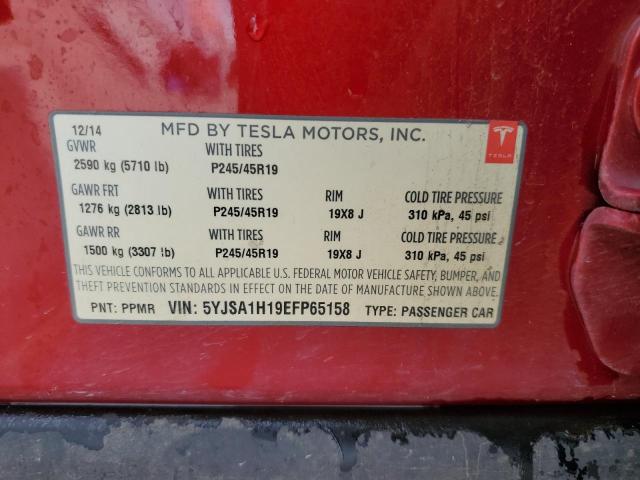 12/14 MFD BY TESLA MOTORS, INC.
TESLA
GVWR WITH TIRES
2590 kg (5710 lb) P245/45R19
GAWR FRT WITH TIRES RIM COLD TIRE PRESSURE
1276 kg (2813 lb) P245/45R19 19X8 J 310 kPa, 45 psi
GAWR RR WITH TIRES RIM COLD TIRE PRESSURE
1500 kg (3307 lb) P245/45R19 19X8 J 310 kPa, 45 psi
THIS VEHICLE CONFORMS TO ALL APPLICABLE U.S. FEDERAL MOTOR VEHICLE SAFETY, BUMPER, AND
THEFT PREVENTION STANDARDS IN EFFECT ON THE DATE OF MANUFACTURE SHOWN ABOVE.
PNT: PPMR VIN: 5YJSA1H19EFP65158 TYPE: PASSENGER CAR